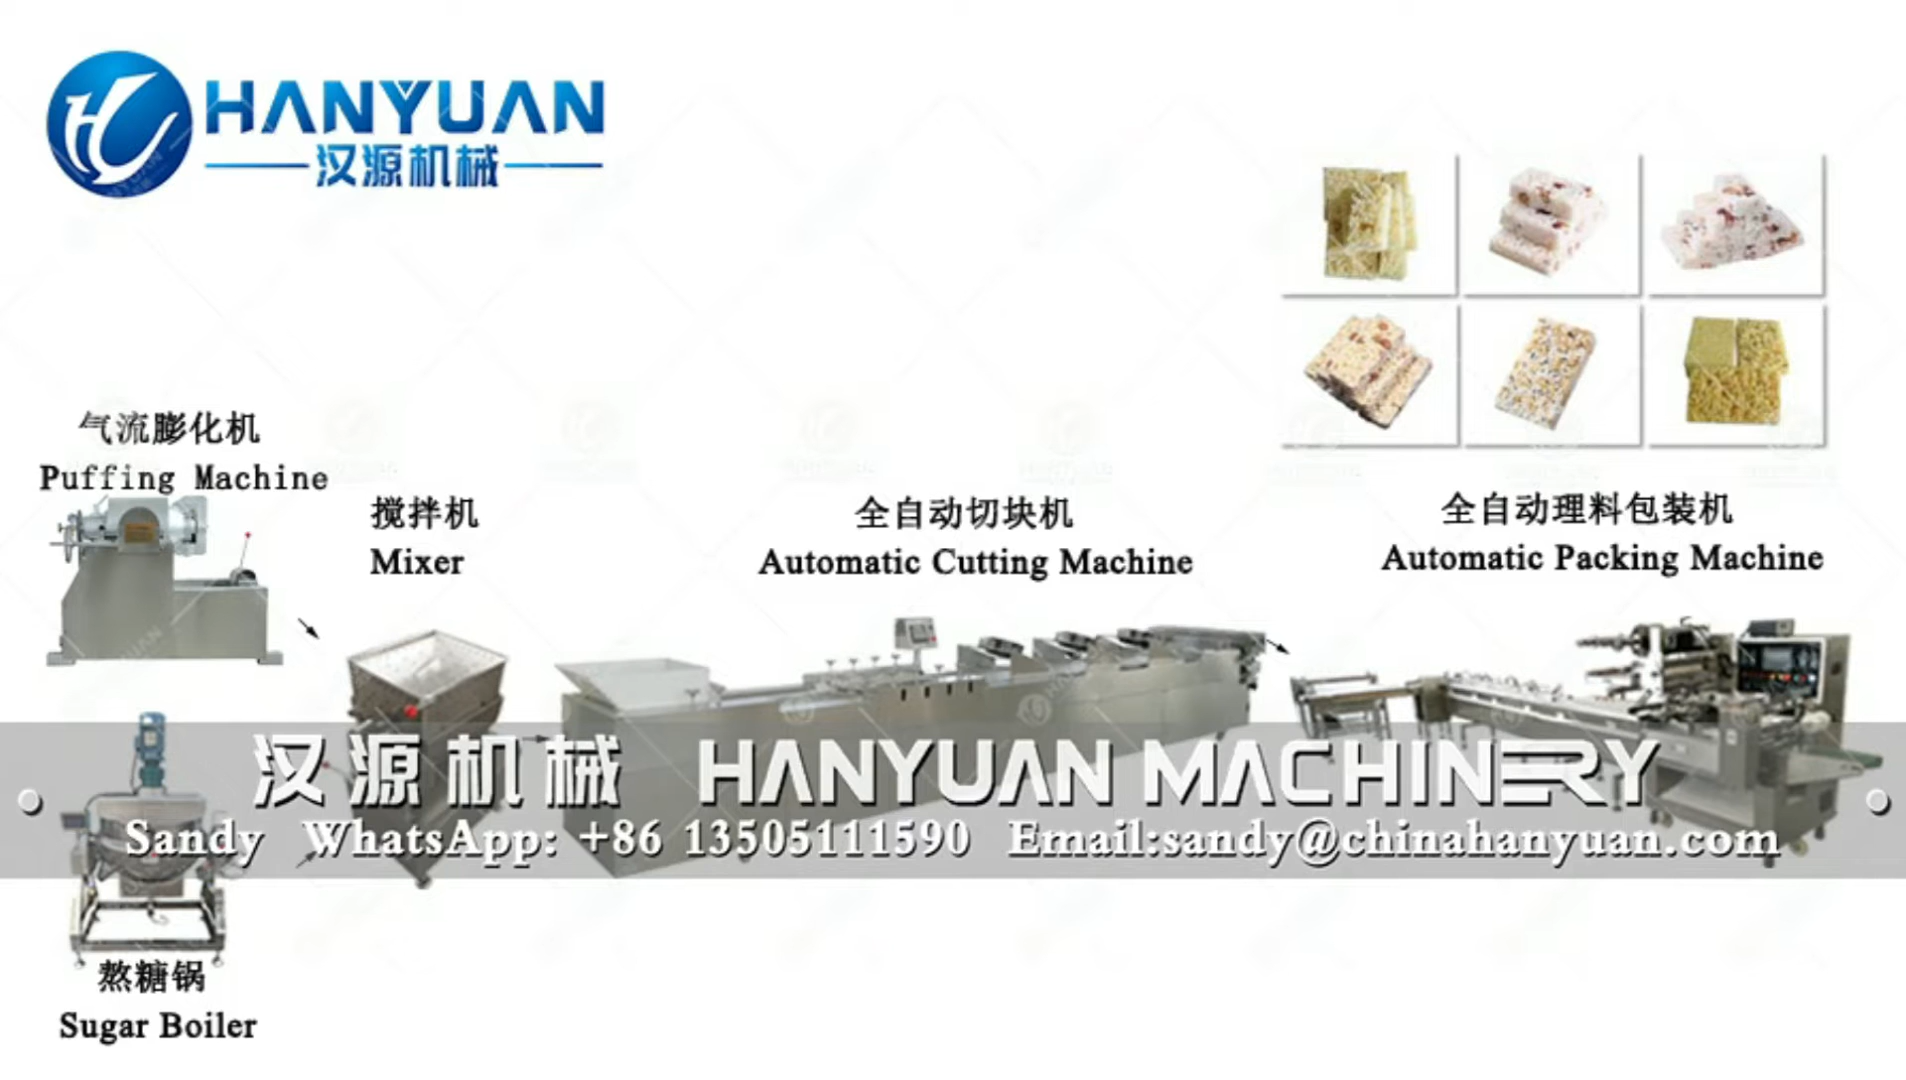 HANYUAN
汉源机械
气流膨化机
Puffing Machine
搅拌机
Mixer
全自动切块机
Automatic Cutting Machine
全自动理料包装机
Automatic Packing Machine
汉源机械 HANYUAN MACHINERY
Sandy WhatsApp: +86 13505111590 Email:sandy@chinahanyuan.com
熬糖锅
Sugar Boiler